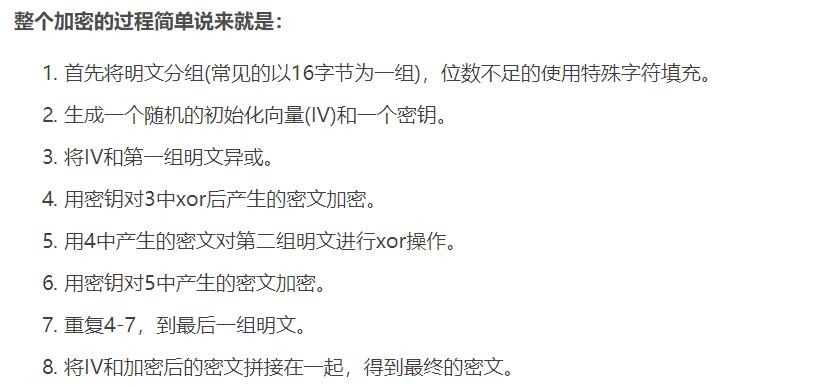 整个加密的过程简单说来就是：
1. 首先将明文分组(常见的以16字节为一组)，位数不足的使用特殊字符填充。
2. 生成一个随机的初始化向量(IV)和一个密钥。
3. 将IV和第一组明文异或。
4. 用密钥对3中xor后产生的密文加密。
5. 用4中产生的密文对第二组明文进行xor操作。
6. 用密钥对5中产生的密文加密。
7. 重复4-7，到最后一组明文。
8. 将IV和加密后的密文拼接在一起，得到最终的密文。